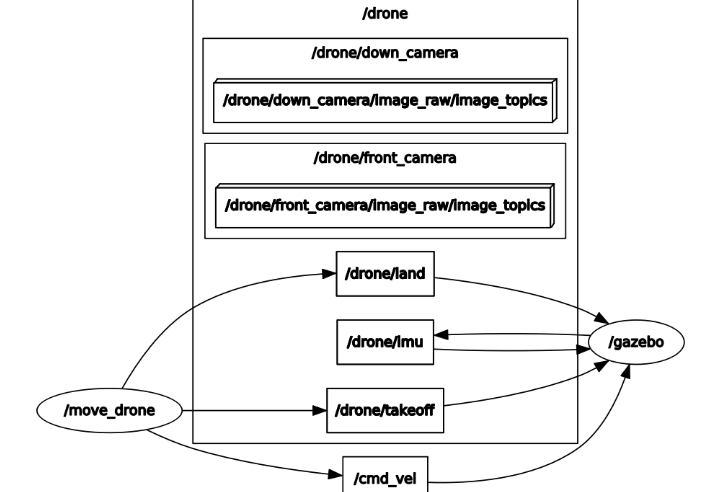 /drone
/drone/down_camera
/drone/down_camera/image_raw/image_topics
/drone/front_camera
/drone/front_camera/image_raw/image_topics
/drone/land
/drone/imu
/gazebo
/move_drone
/drone/takeoff
/cmd_vel